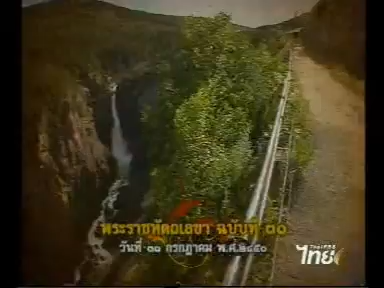 พระราชหัตถเลขา ฉบับที่ ๓๐
วันที่ ๓๑ กรกฎาคม พ.ศ.๒๔๕๐
ไทย